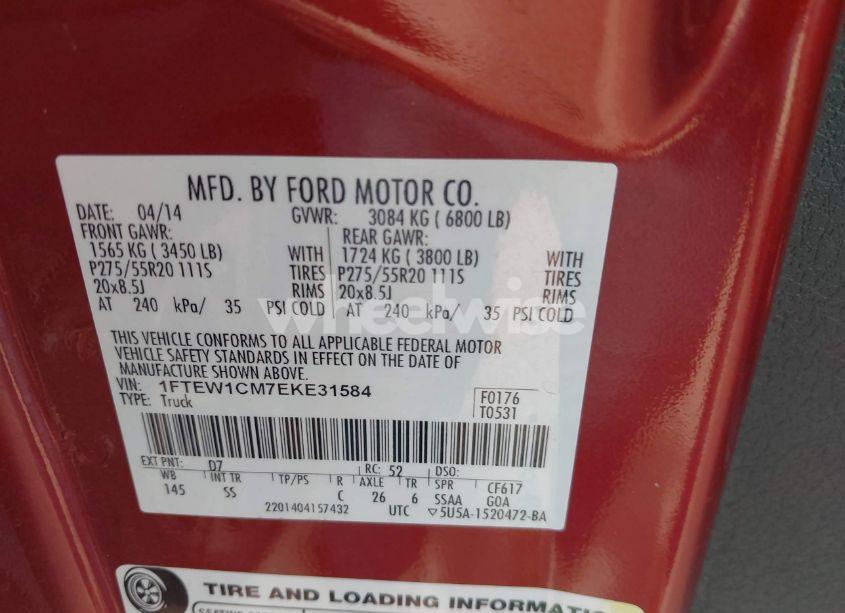 MFD. BY FORD MOTOR CO.
DATE: 04/14 GVWR: 3084 KG ( 6800 LB)
FRONT GAWR: REAR GAWR:
1565 KG ( 3450 LB) WITH 1724 KG ( 3800 LB) WITH
P275/55R20 111S TIRES P275/55R20 111S TIRES
20x8.5J RIMS 20x8.5J RIMS
AT 240 kPa/ 35 PSI COLD AT 240 kPa/ 35 PSI COLD
wheelwise
THIS VEHICLE CONFORMS TO ALL APPLICABLE FEDERAL MOTOR
VEHICLE SAFETY STANDARDS IN EFFECT ON THE DATE OF
MANUFACTURE SHOWN ABOVE.
VIN: 1FTEW1CM7EKE31584 F0176
TYPE: Truck T0531
EXT PNT: D7 RC: 52 DSO:
WB INT TR TP/PS R AXLE TR SPR CF617
145 SS C 26 6 SSAA GOA
2201404157432 UTC ▽5U5A-1520472-BA
TIRE AND LOADING INFORMATIO